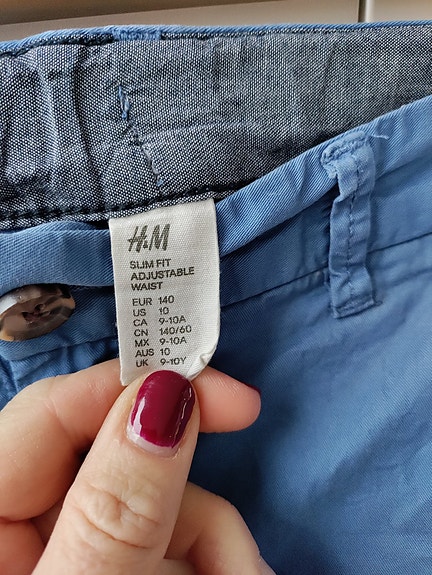 H&M
SLIM FIT
ADJUSTABLE
WAIST
EUR 140
US 10
CA 9-10A
CN 140/60
MX 9-10A
AUS 10
UK 9-10Y